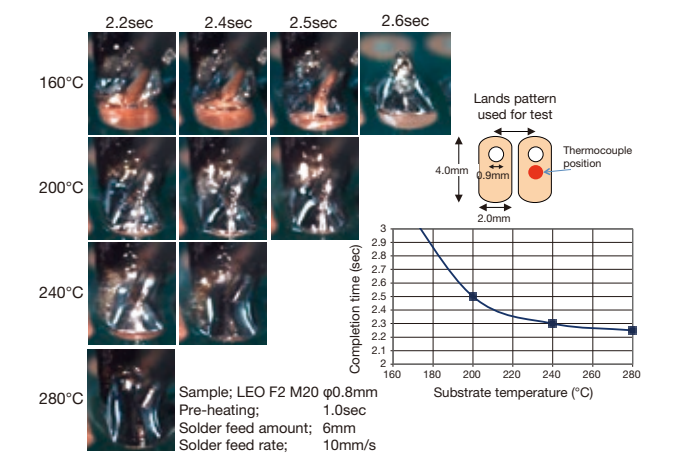 2.2sec
2.4sec
2.5sec
2.6sec
160°C
200°C
240°C
280°C
Lands pattern
used for test
Thermocouple
position
4.0mm
0.9mm
2.0mm
Completion time (sec)
3
2.9
2.8
2.7
2.6
2.5
2.4
2.3
2.2
2.1
2
160
180
200
220
240
260
280
Substrate temperature (°C)
Sample; LEO F2 M20 φ0.8mm
Pre-heating; 1.0sec
Solder feed amount; 6mm
Solder feed rate; 10mm/s